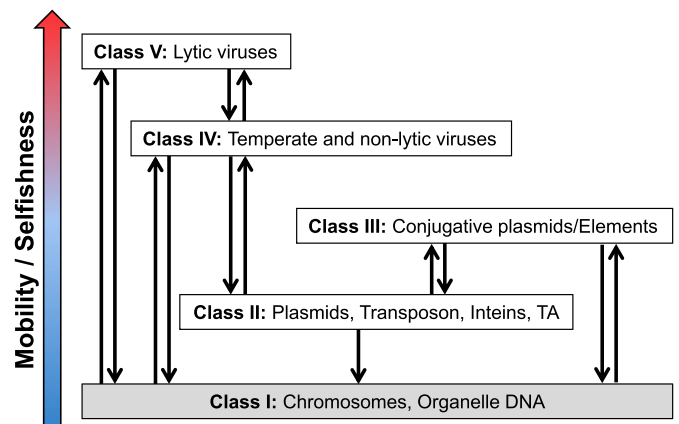 Mobility / Selfishness
Class V: Lytic viruses
Class IV: Temperate and non-lytic viruses
Class III: Conjugative plasmids/Elements
Class II: Plasmids, Transposon, Inteins, TA
Class I: Chromosomes, Organelle DNA